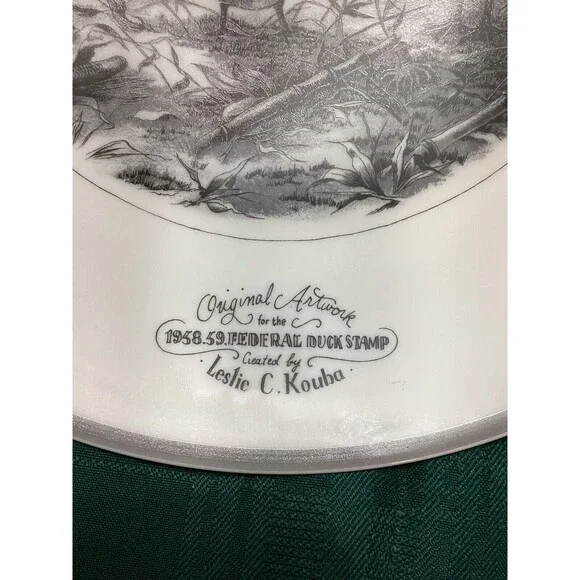 Original Artwork
for the
1958.59.FEDERAL DUCK STAMP
Created by
· Leslie C. Kouba ·